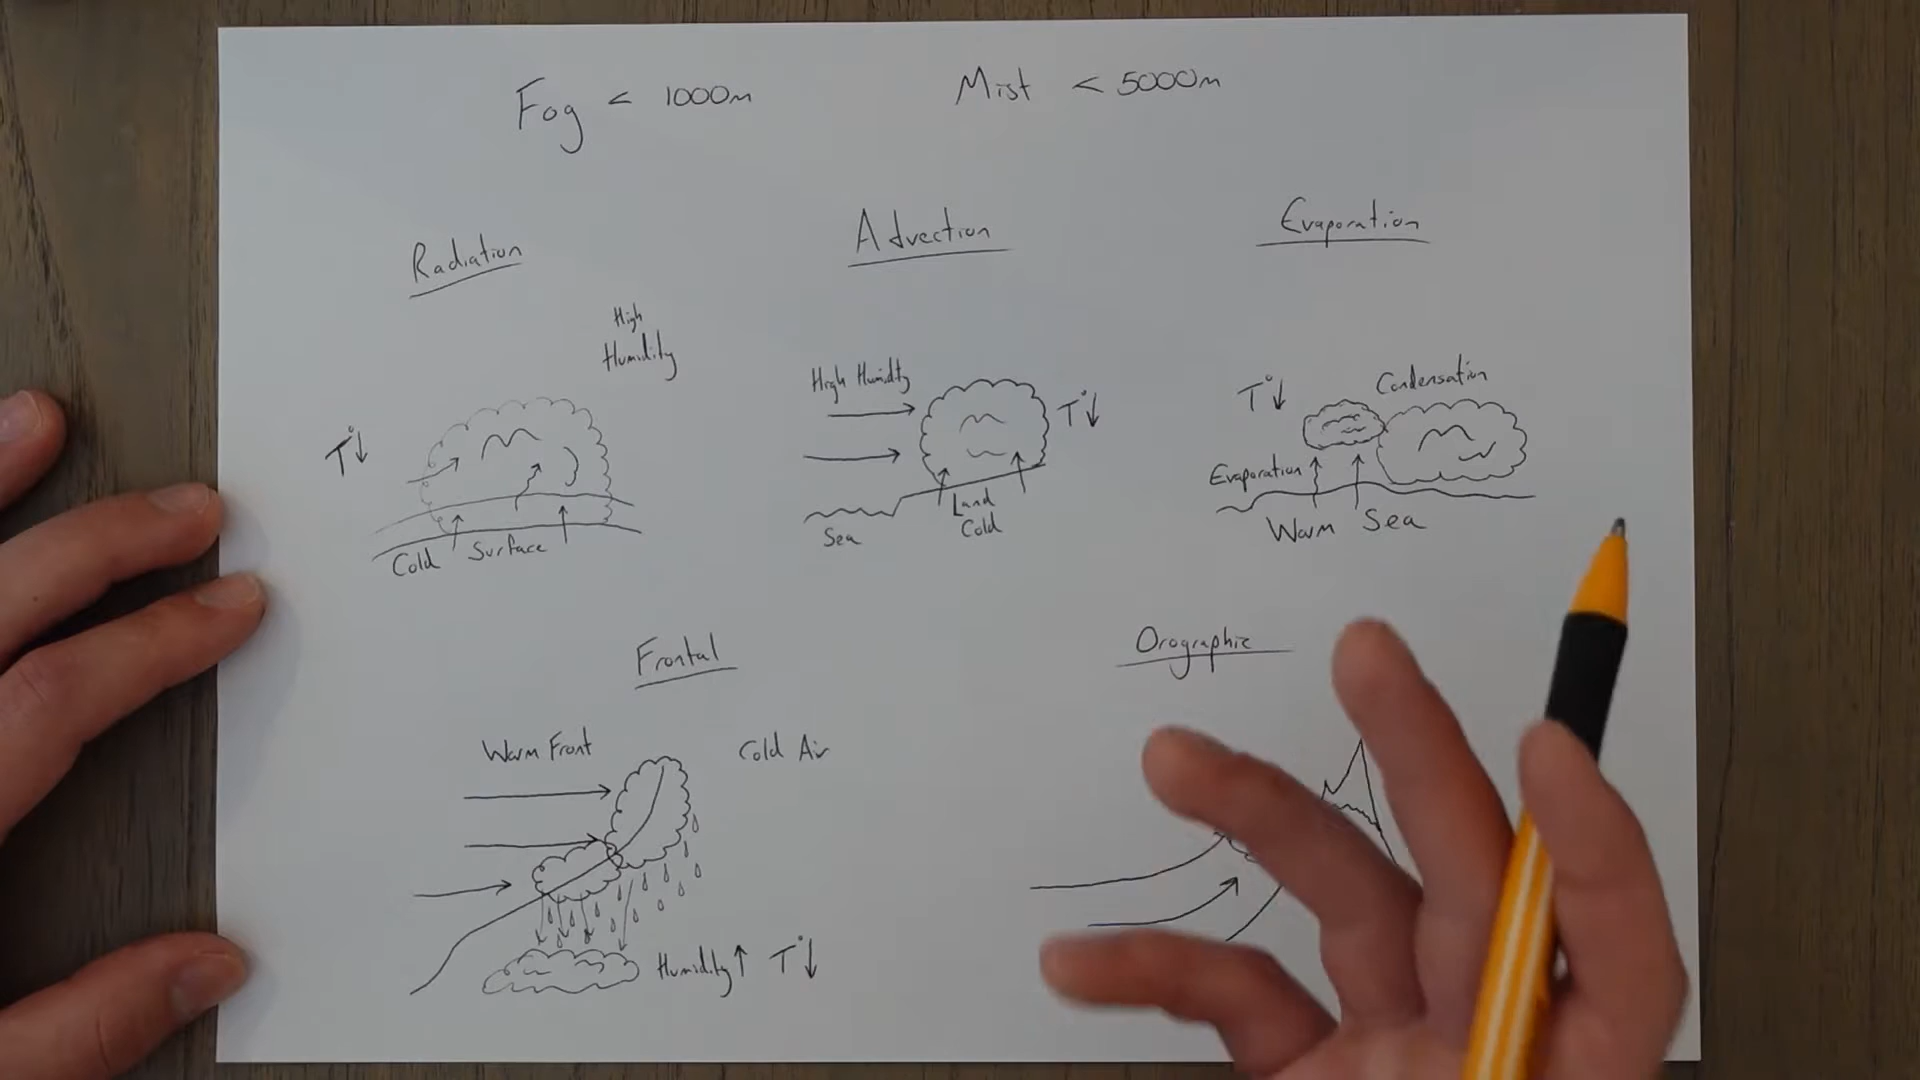 Fog < 1000m
Mist < 5000m
Radiation
High
Humidity
T°↓
Cold Surface
Advection
High Humidity
T°↓
Sea
Land
Cold
Evaporation
T°↓
Condensation
Evaporation
Warm Sea
Frontal
Warm Front
Cold Air
Humidity↑ T°↓
Orographic